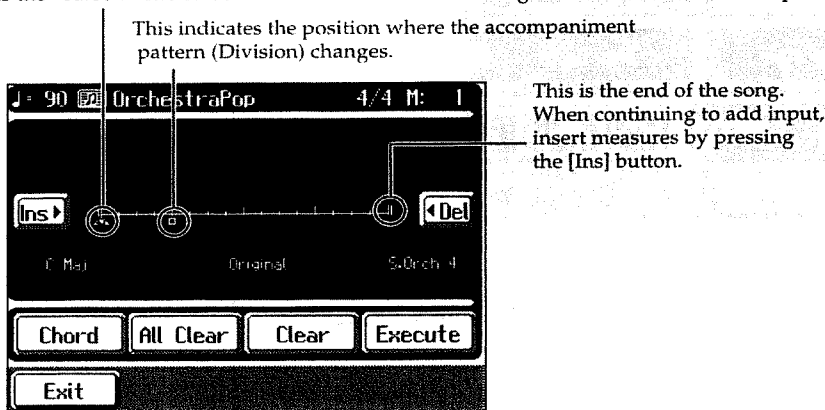 This indicates the position where the accompaniment
pattern (Division) changes.
♩= 90 OrchestraPop 4/4 M: 1
This is the end of the song.
When continuing to add input,
insert measures by pressing
the [Ins] button.
Ins
Del
C Maj Original S.Orch 4
Chord All Clear Clear Execute
Exit